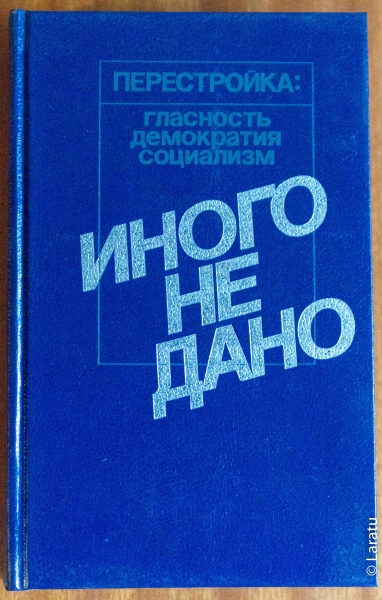 ПЕРЕСТРОЙКА:
гласность
демократия
социализм
ИНОГО
НЕ
ДАНО
© Laratu